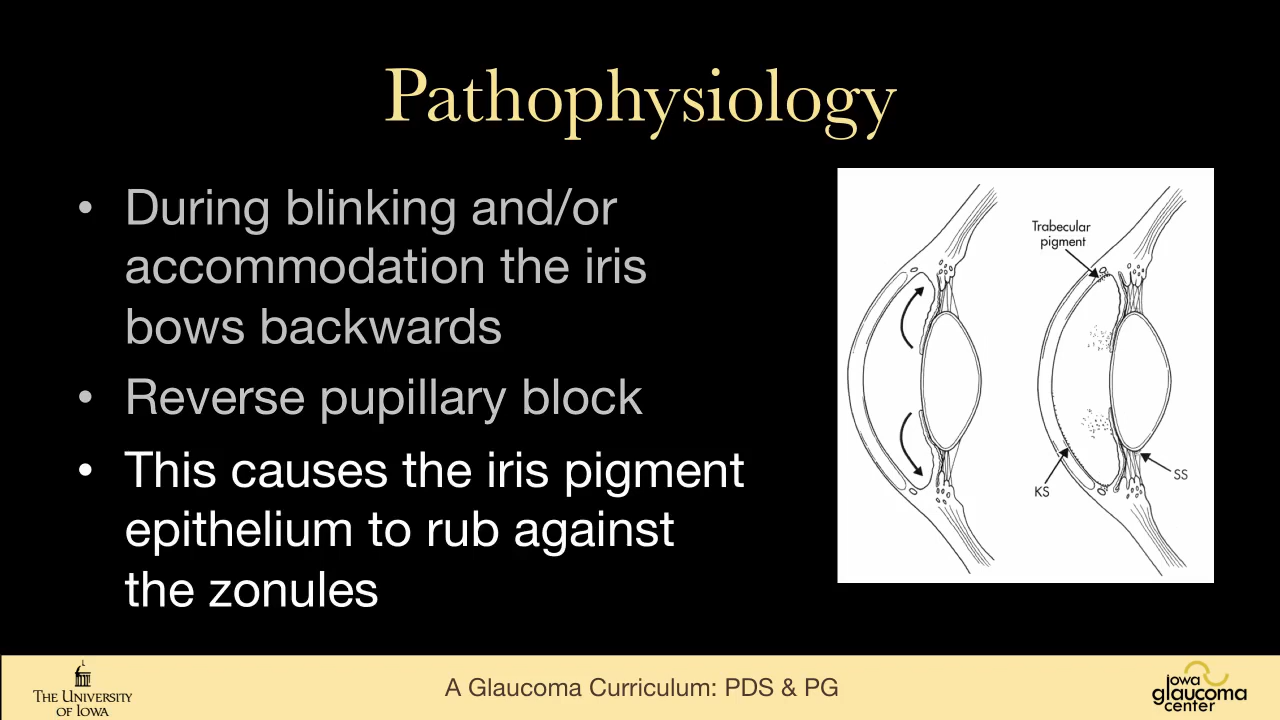 Pathophysiology
• During blinking and/or
accommodation the iris
bows backwards
• Reverse pupillary block
• This causes the iris pigment
epithelium to rub against
the zonules
Trabecular
pigment
KS
SS
THE UNIVERSITY
OF IOWA
A Glaucoma Curriculum: PDS & PG
Iowa
glaucoma
center